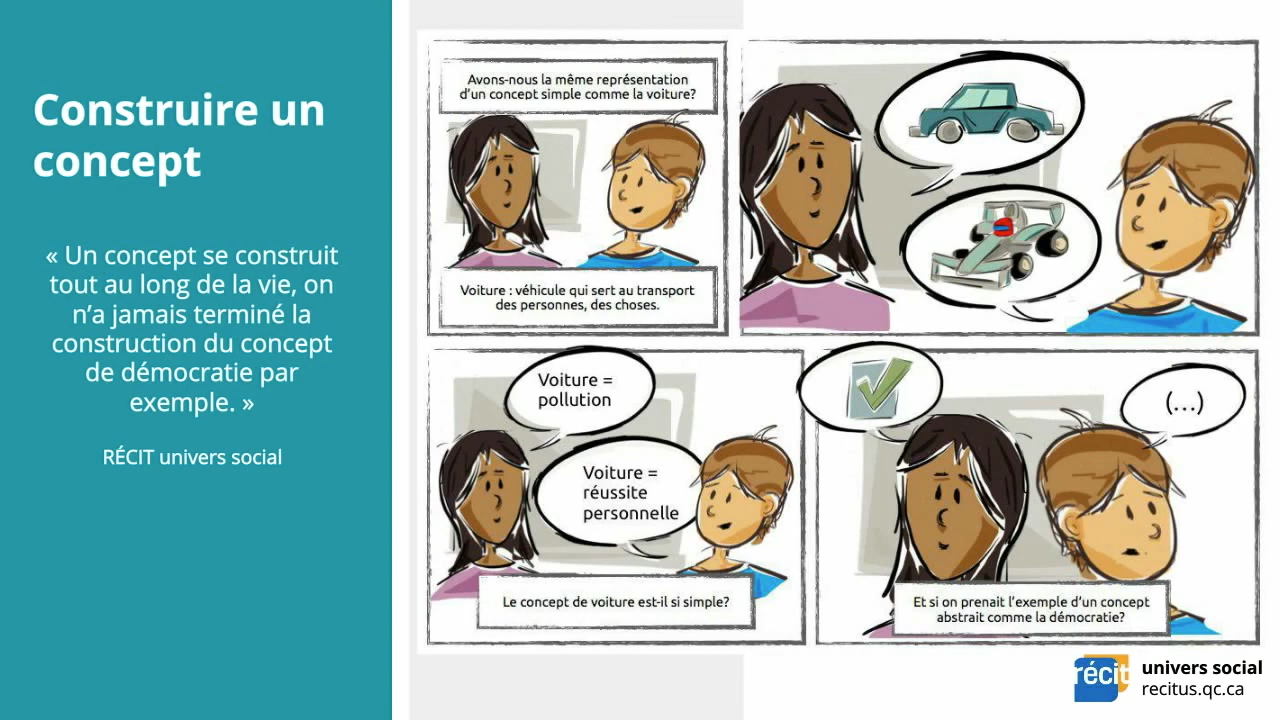 Construire un
concept
« Un concept se construit
tout au long de la vie, on
n’a jamais terminé la
construction du concept
de démocratie par
exemple. »
RÉCIT univers social
Avons-nous la même représentation
d’un concept simple comme la voiture?
Voiture : véhicule qui sert au transport
des personnes, des choses.
Voiture =
pollution
Voiture =
réussite
personnelle
Le concept de voiture est-il si simple?
(...)
Et si on prenait l’exemple d’un concept
abstrait comme la démocratie?
récit
univers social
recitus.qc.ca